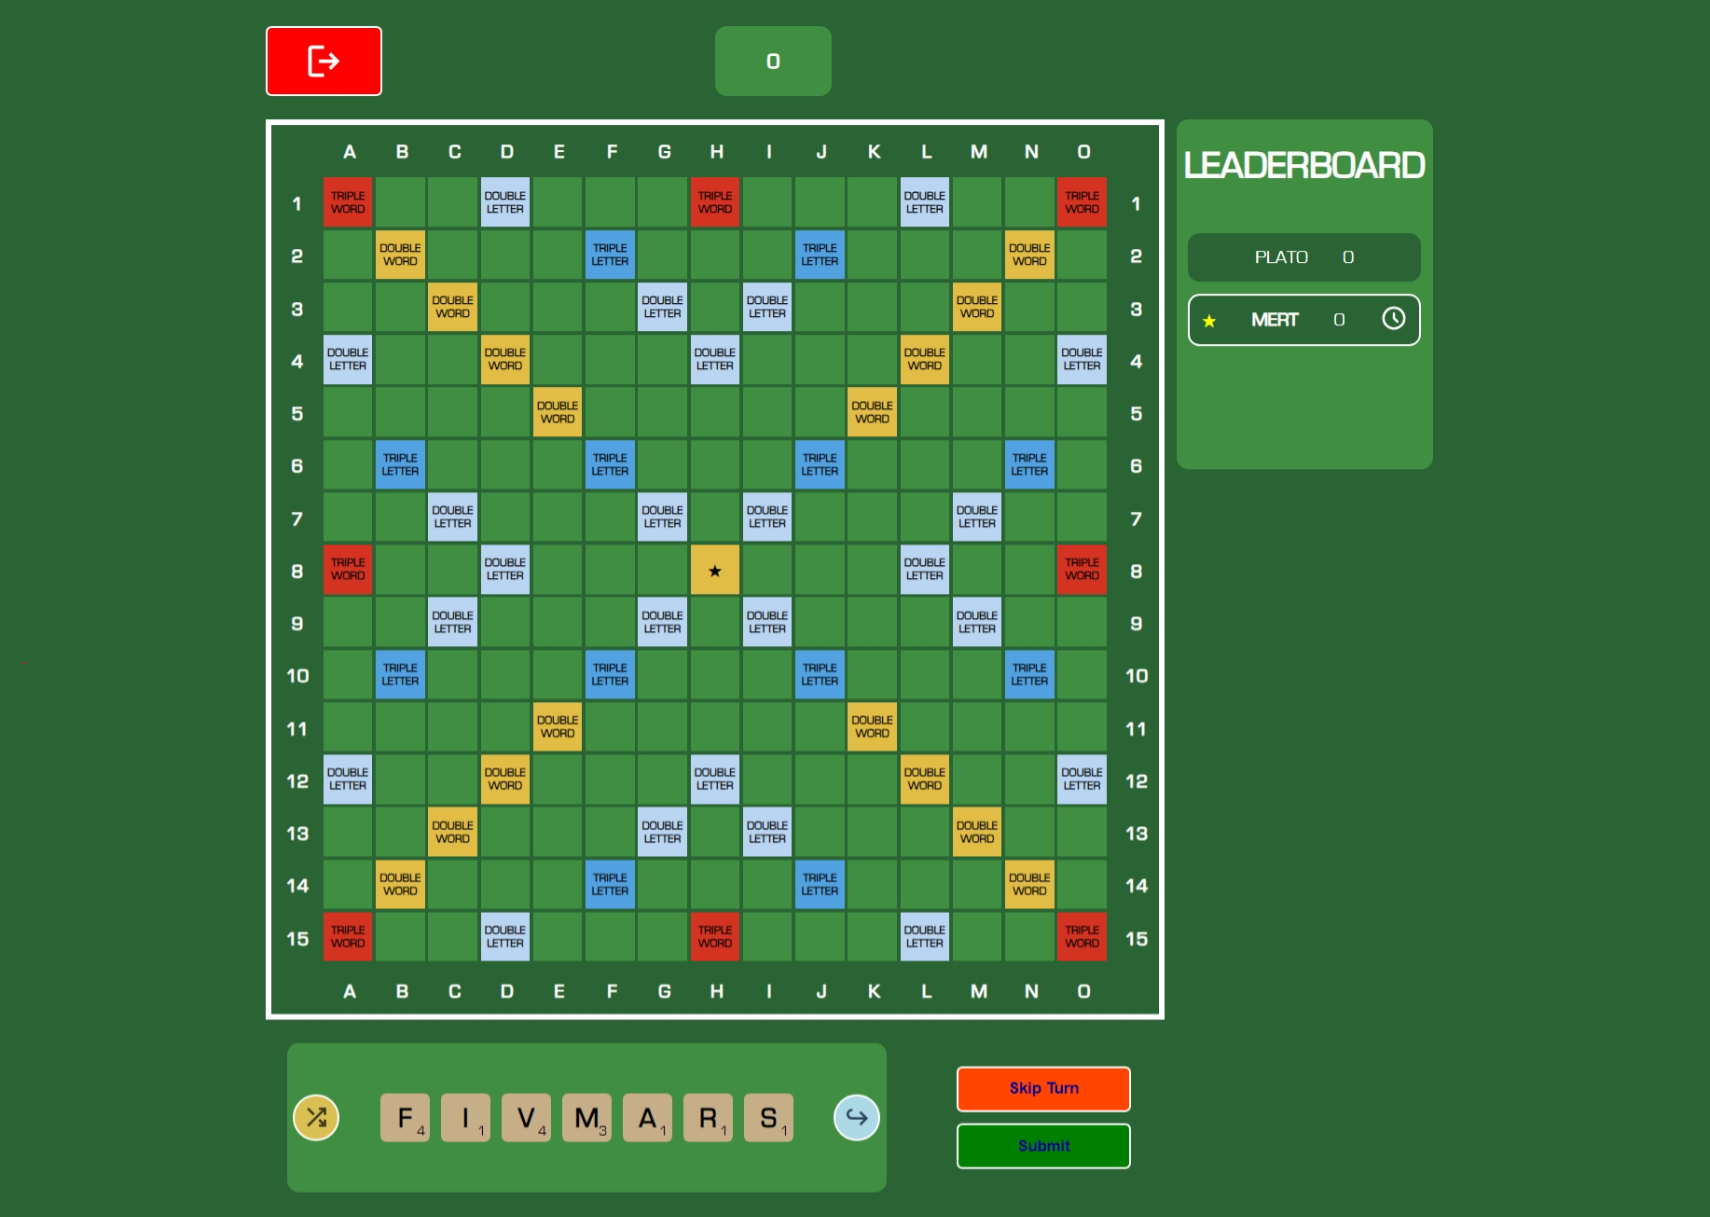 0
A B C D E F G H I J K L M N O
1 TRIPLE WORD DOUBLE LETTER TRIPLE WORD DOUBLE LETTER TRIPLE WORD 1
2 DOUBLE WORD TRIPLE LETTER TRIPLE LETTER DOUBLE WORD 2
3 DOUBLE WORD DOUBLE LETTER DOUBLE LETTER DOUBLE WORD 3
4 DOUBLE LETTER DOUBLE WORD DOUBLE LETTER DOUBLE WORD DOUBLE LETTER 4
5 DOUBLE WORD DOUBLE WORD 5
6 TRIPLE LETTER TRIPLE LETTER TRIPLE LETTER TRIPLE LETTER 6
7 DOUBLE LETTER DOUBLE LETTER DOUBLE LETTER DOUBLE LETTER 7
8 TRIPLE WORD DOUBLE LETTER ★ DOUBLE LETTER TRIPLE WORD 8
9 DOUBLE LETTER DOUBLE LETTER DOUBLE LETTER DOUBLE LETTER 9
10 TRIPLE LETTER TRIPLE LETTER TRIPLE LETTER TRIPLE LETTER 10
11 DOUBLE WORD DOUBLE WORD 11
12 DOUBLE LETTER DOUBLE WORD DOUBLE LETTER DOUBLE WORD DOUBLE LETTER 12
13 DOUBLE WORD DOUBLE LETTER DOUBLE LETTER DOUBLE WORD 13
14 DOUBLE WORD TRIPLE LETTER TRIPLE LETTER DOUBLE WORD 14
15 TRIPLE WORD DOUBLE LETTER TRIPLE WORD DOUBLE LETTER TRIPLE WORD 15
A B C D E F G H I J K L M N O
LEADERBOARD
PLATO 0
★ MERT 0
F4 I1 V4 M3 A1 R1 S1
Skip Turn
Submit